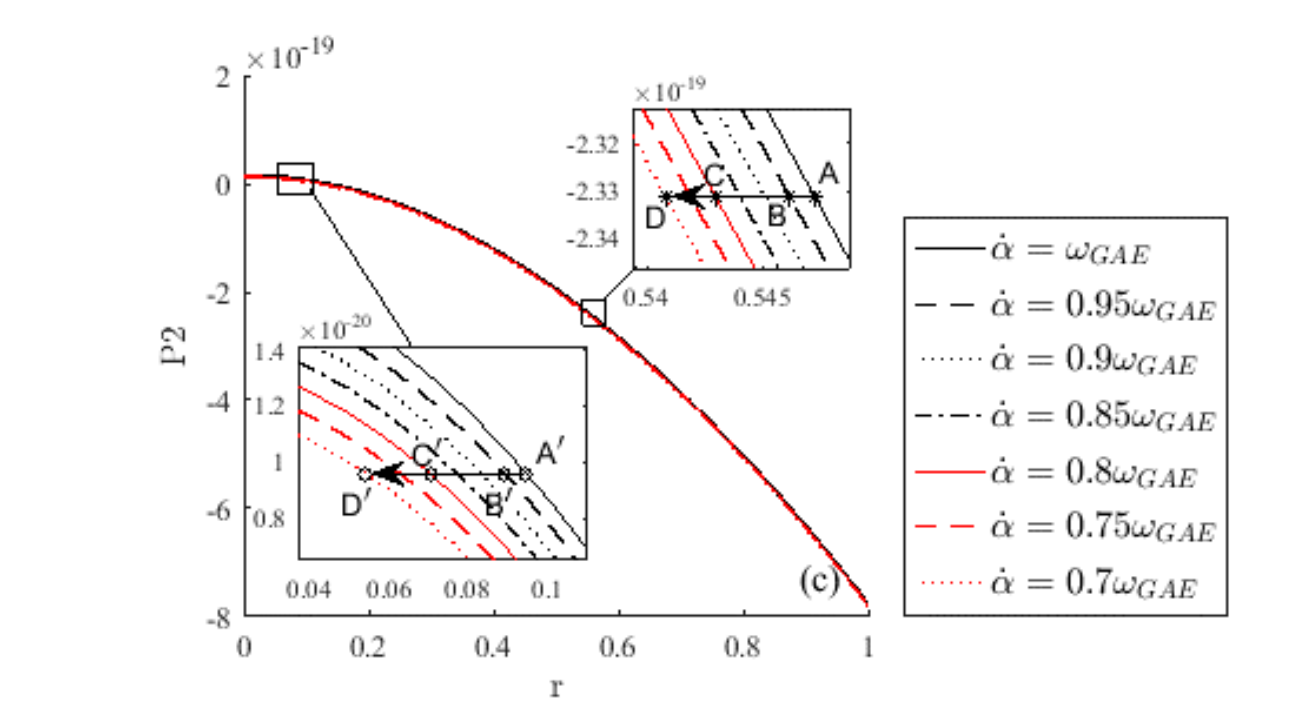 ×10⁻¹⁹
2
0
-2
-4
-6
-8
P2
0
0.2
0.4
0.6
0.8
1
r
(c)
×10⁻¹⁹
-2.32
-2.33
-2.34
0.54
0.545
A
B
C
D
×10⁻²⁰
1.4
1.2
1
0.8
0.04
0.06
0.08
0.1
A′
B′
C′
D′
α̇ = ω_GAE
α̇ = 0.95ω_GAE
α̇ = 0.9ω_GAE
α̇ = 0.85ω_GAE
α̇ = 0.8ω_GAE
α̇ = 0.75ω_GAE
α̇ = 0.7ω_GAE